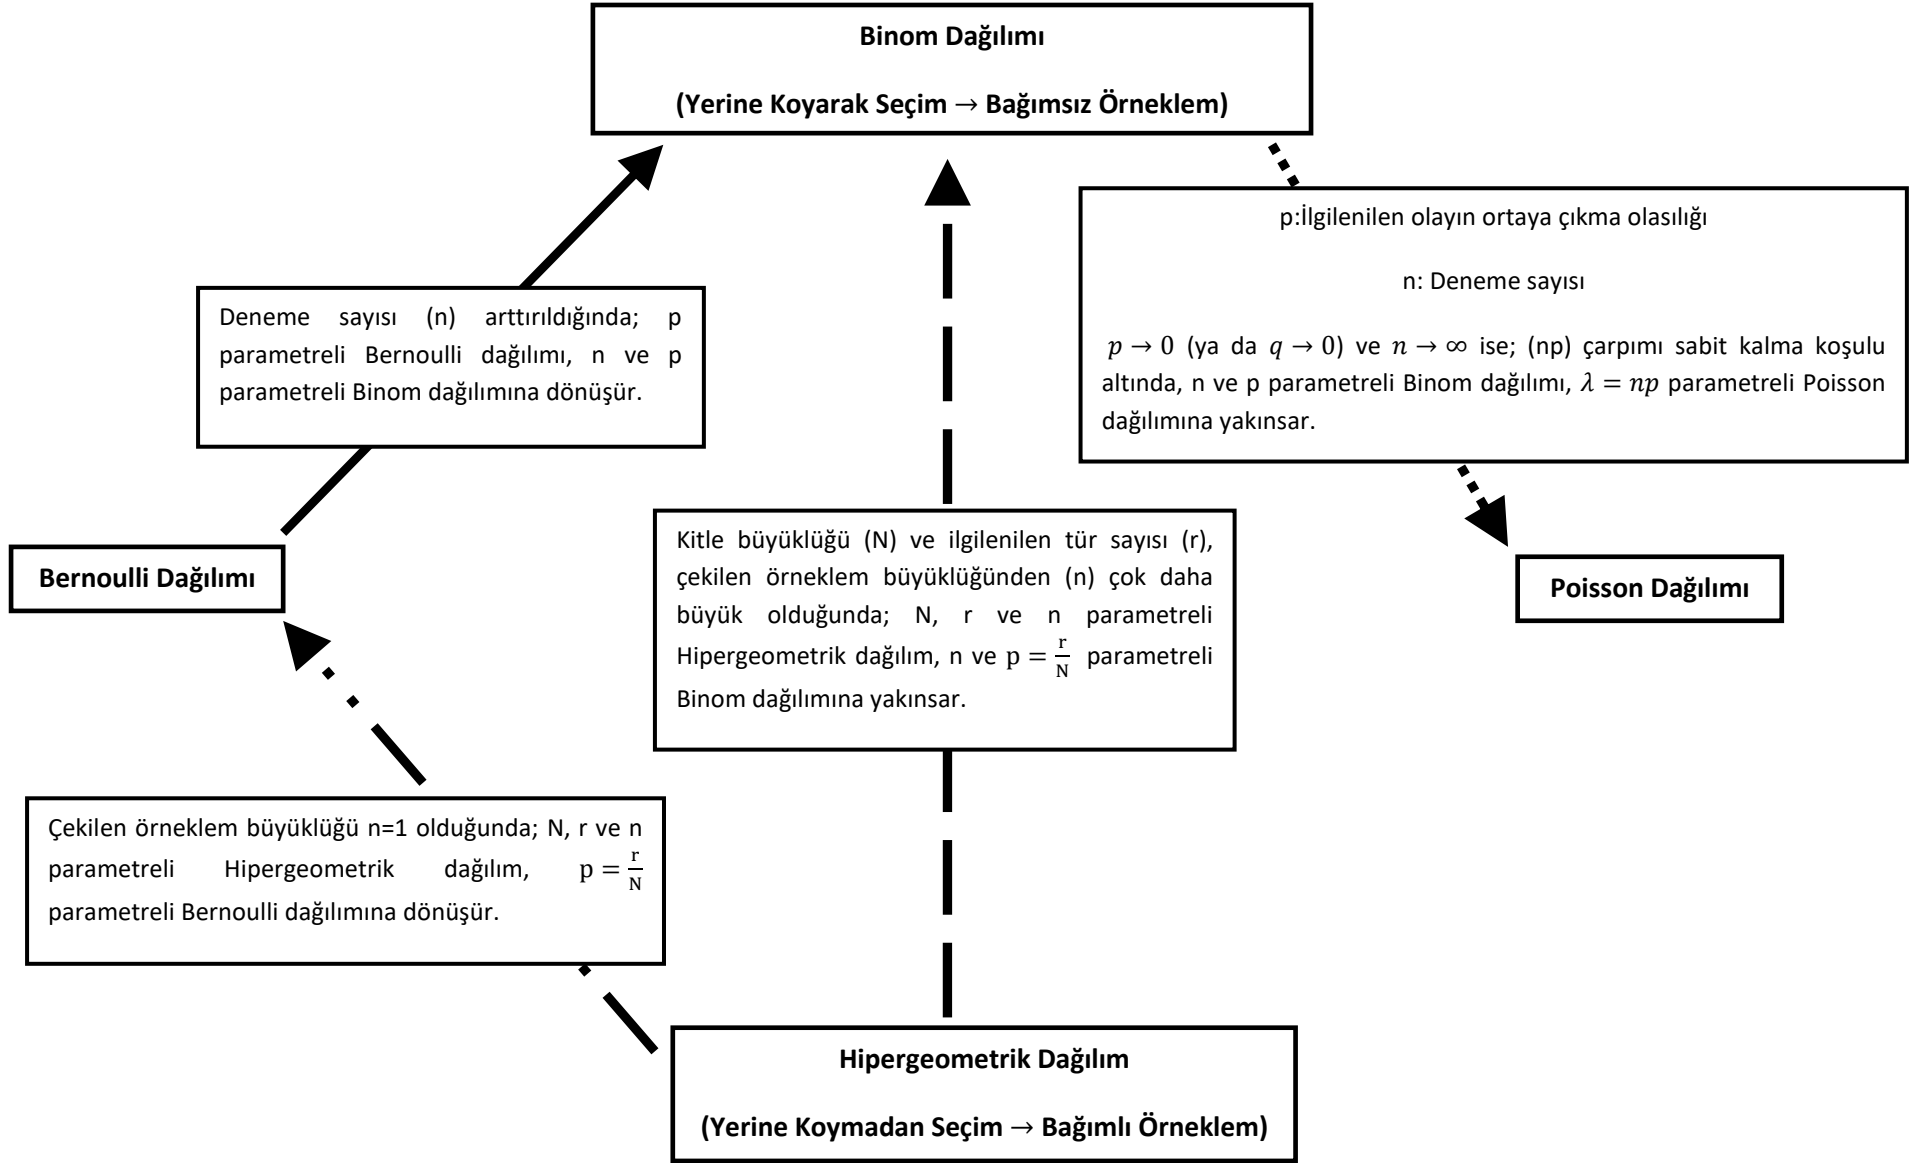 Binom Dağılımı
(Yerine Koyarak Seçim → Bağımsız Örneklem)
p:İlgilenilen olayın ortaya çıkma olasılığı
n: Deneme sayısı
p → 0 (ya da q → 0) ve n → ∞ ise; (np) çarpımı sabit kalma koşulu
altında, n ve p parametreli Binom dağılımı, λ = np parametreli Poisson
dağılımına yakınsar.
Deneme sayısı (n) arttırıldığında; p
parametreli Bernoulli dağılımı, n ve p
parametreli Binom dağılımına dönüşür.
Bernoulli Dağılımı
Kitle büyüklüğü (N) ve ilgilenilen tür sayısı (r),
çekilen örneklem büyüklüğünden (n) çok daha
büyük olduğunda; N, r ve n parametreli
Hipergeometrik dağılım, n ve p = r/N parametreli
Binom dağılımına yakınsar.
Poisson Dağılımı
Çekilen örneklem büyüklüğü n=1 olduğunda; N, r ve n
parametreli Hipergeometrik dağılım, p = r/N
parametreli Bernoulli dağılımına dönüşür.
Hipergeometrik Dağılım
(Yerine Koymadan Seçim → Bağımlı Örneklem)